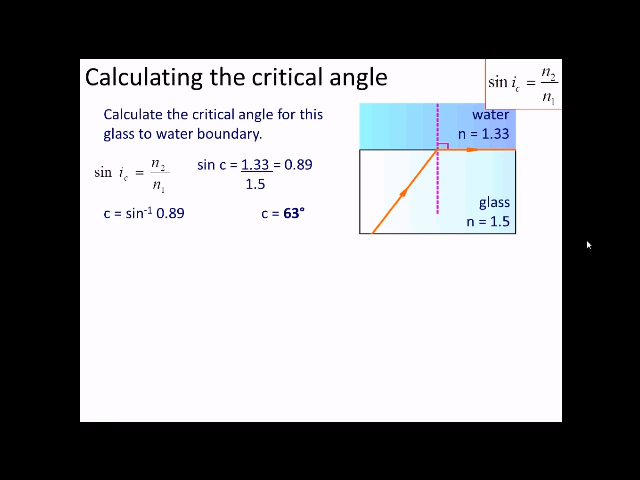 Calculating the critical angle
sin i_c = n_2/n_1
Calculate the critical angle for this
glass to water boundary.
water
n = 1.33
sin i_c = n_2/n_1
sin c = 1.33 = 0.89
1.5
glass
n = 1.5
c = sin⁻¹ 0.89
c = 63°